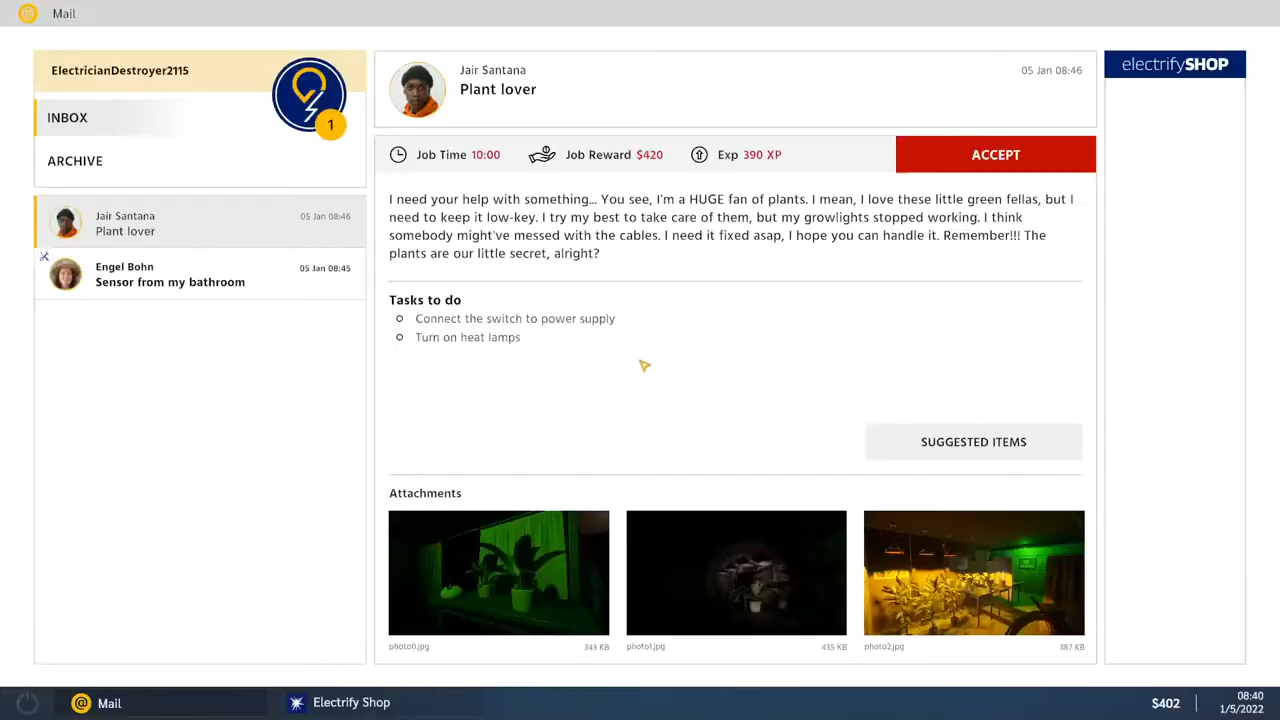 Mail
ElectricianDestroyer2115
INBOX
1
ARCHIVE
Jair Santana
05 Jan 08:46
Plant lover
Engel Bohn
05 Jan 08:45
Sensor from my bathroom
Jair Santana
05 Jan 08:46
Plant lover
Job Time 10:00
Job Reward $420
Exp 390 XP
ACCEPT
I need your help with something... You see, I'm a HUGE fan of plants. I mean, I love these little green fellas, but I
need to keep it low-key. I try my best to take care of them, but my growlights stopped working. I think
somebody might've messed with the cables. I need it fixed asap, I hope you can handle it. Remember!!! The
plants are our little secret, alright?
Tasks to do
Connect the switch to power supply
Turn on heat lamps
SUGGESTED ITEMS
Attachments
photo0.jpg
343 KB
photo1.jpg
435 KB
photo2.jpg
387 KB
electrifySHOP
@ Mail
Electrify Shop
$402
08:40
1/5/2022